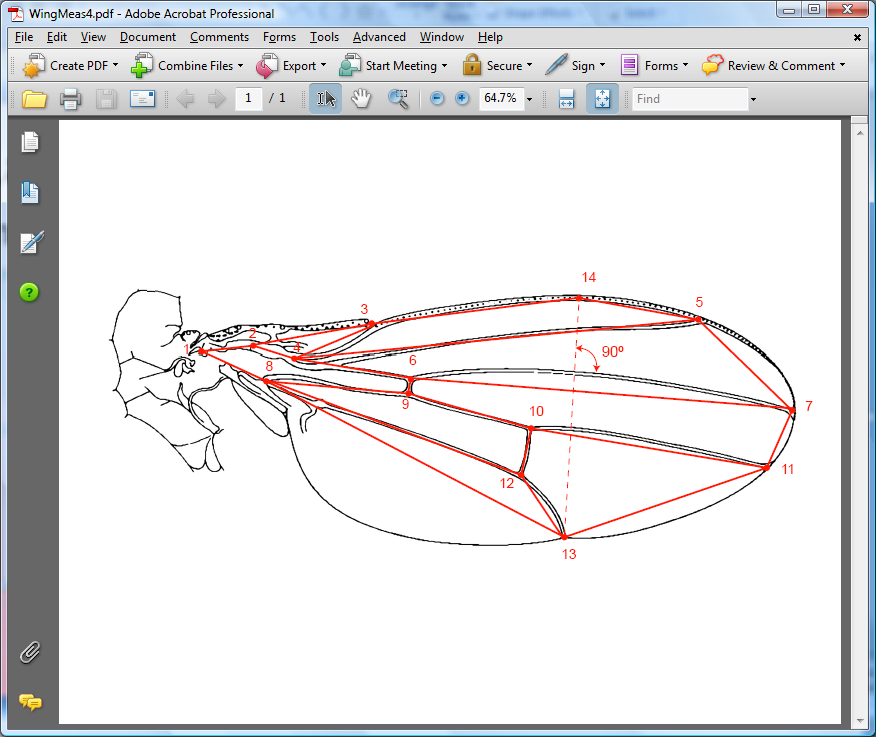 WingMeas4.pdf - Adobe Acrobat Professional
File Edit View Document Comments Forms Tools Advanced Window Help
Create PDF Combine Files Export Start Meeting Secure Sign Forms Review & Comment
1 / 1 64.7% Find
14
3
5
2
1
4
90º
6
8
9
7
10
11
12
13